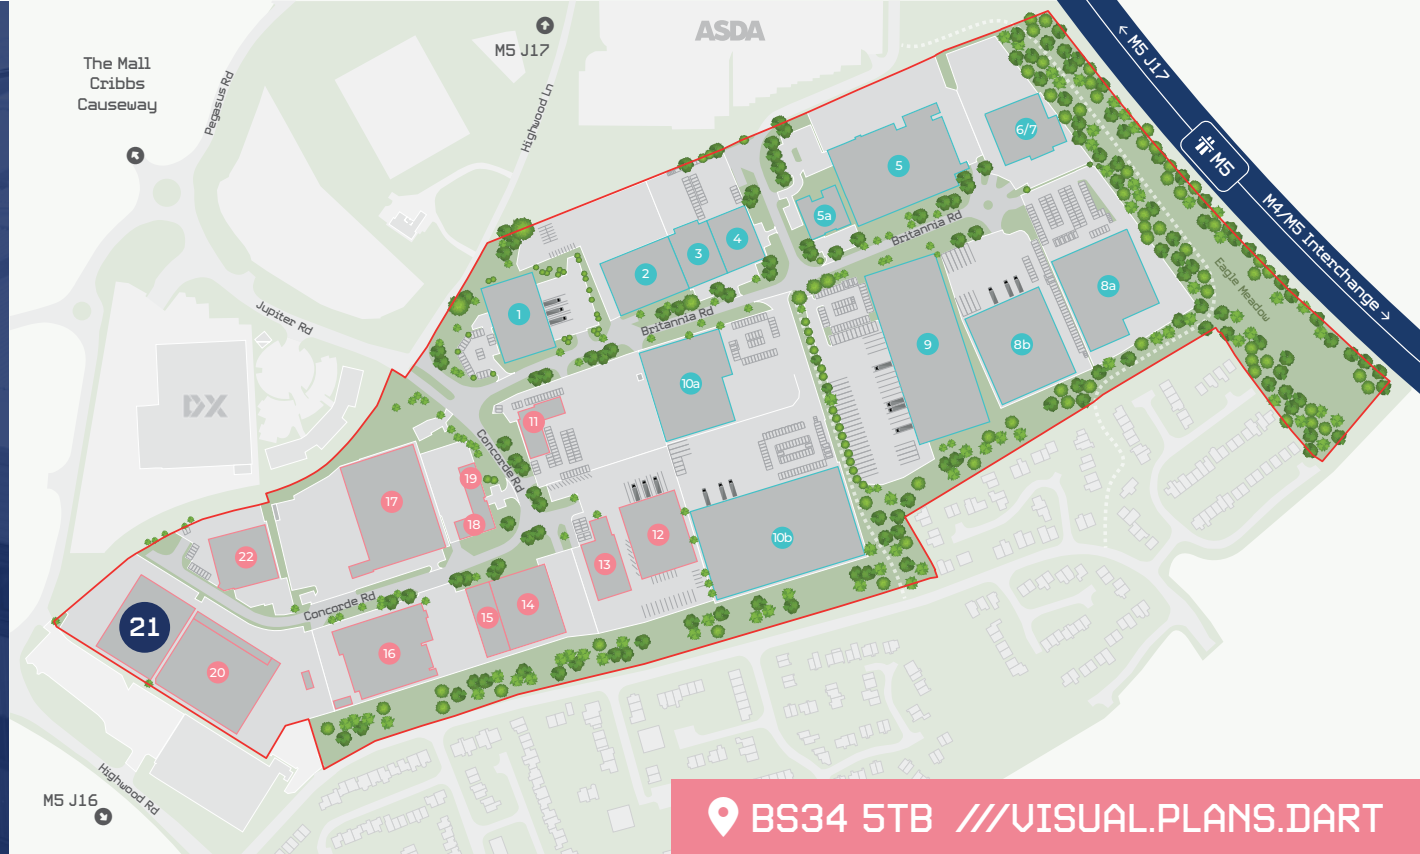 ASDA
M5 J17
The Mall
Cribbs
Causeway
Pegasus Rd
Highwood Ln
← M5 J17
M5
M4/M5 Interchange →
6/7
5
5a
4
3
2
1
Britannia Rd
Britannia Rd
Eagle Meadow
8a
8b
9
Jupiter Rd
10a
DX
11
Concorde Rd
19
17
18
12
10b
22
13
14
15
Concorde Rd
21
16
20
Highwood Rd
M5 J16
BS34 5TB ///VISUAL.PLANS.DART